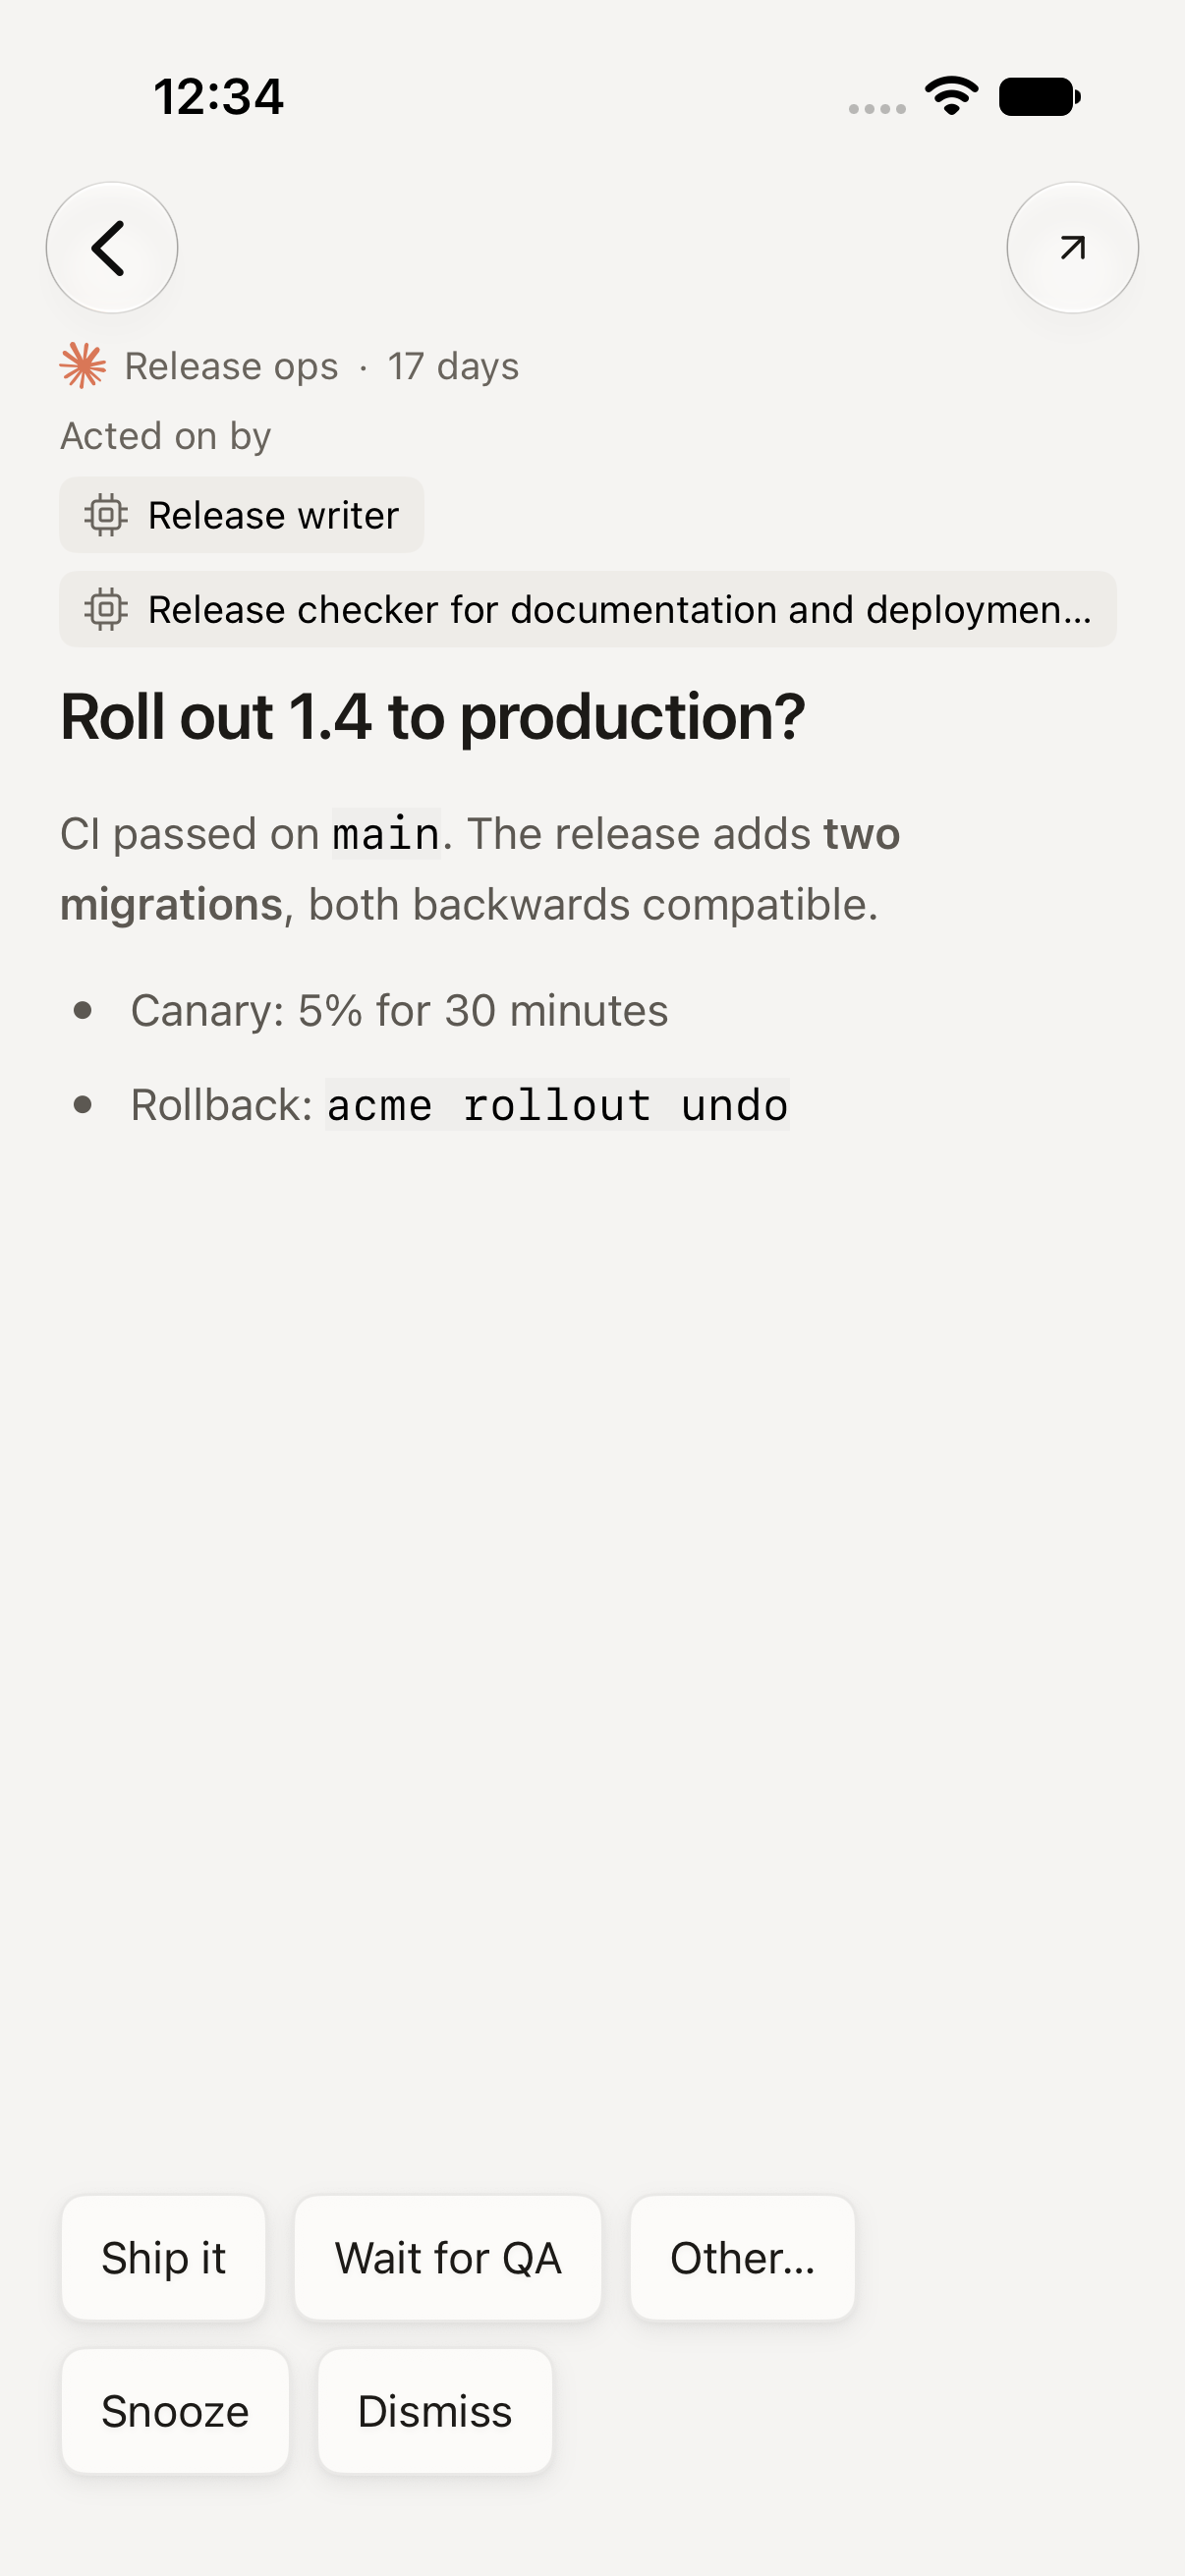 12:34
Release ops · 17 days
Acted on by
Release writer
Release checker for documentation and deploymen...
Roll out 1.4 to production?
CI passed on main. The release adds two
migrations, both backwards compatible.
• Canary: 5% for 30 minutes
• Rollback: acme rollout undo
Ship it
Wait for QA
Other...
Snooze
Dismiss